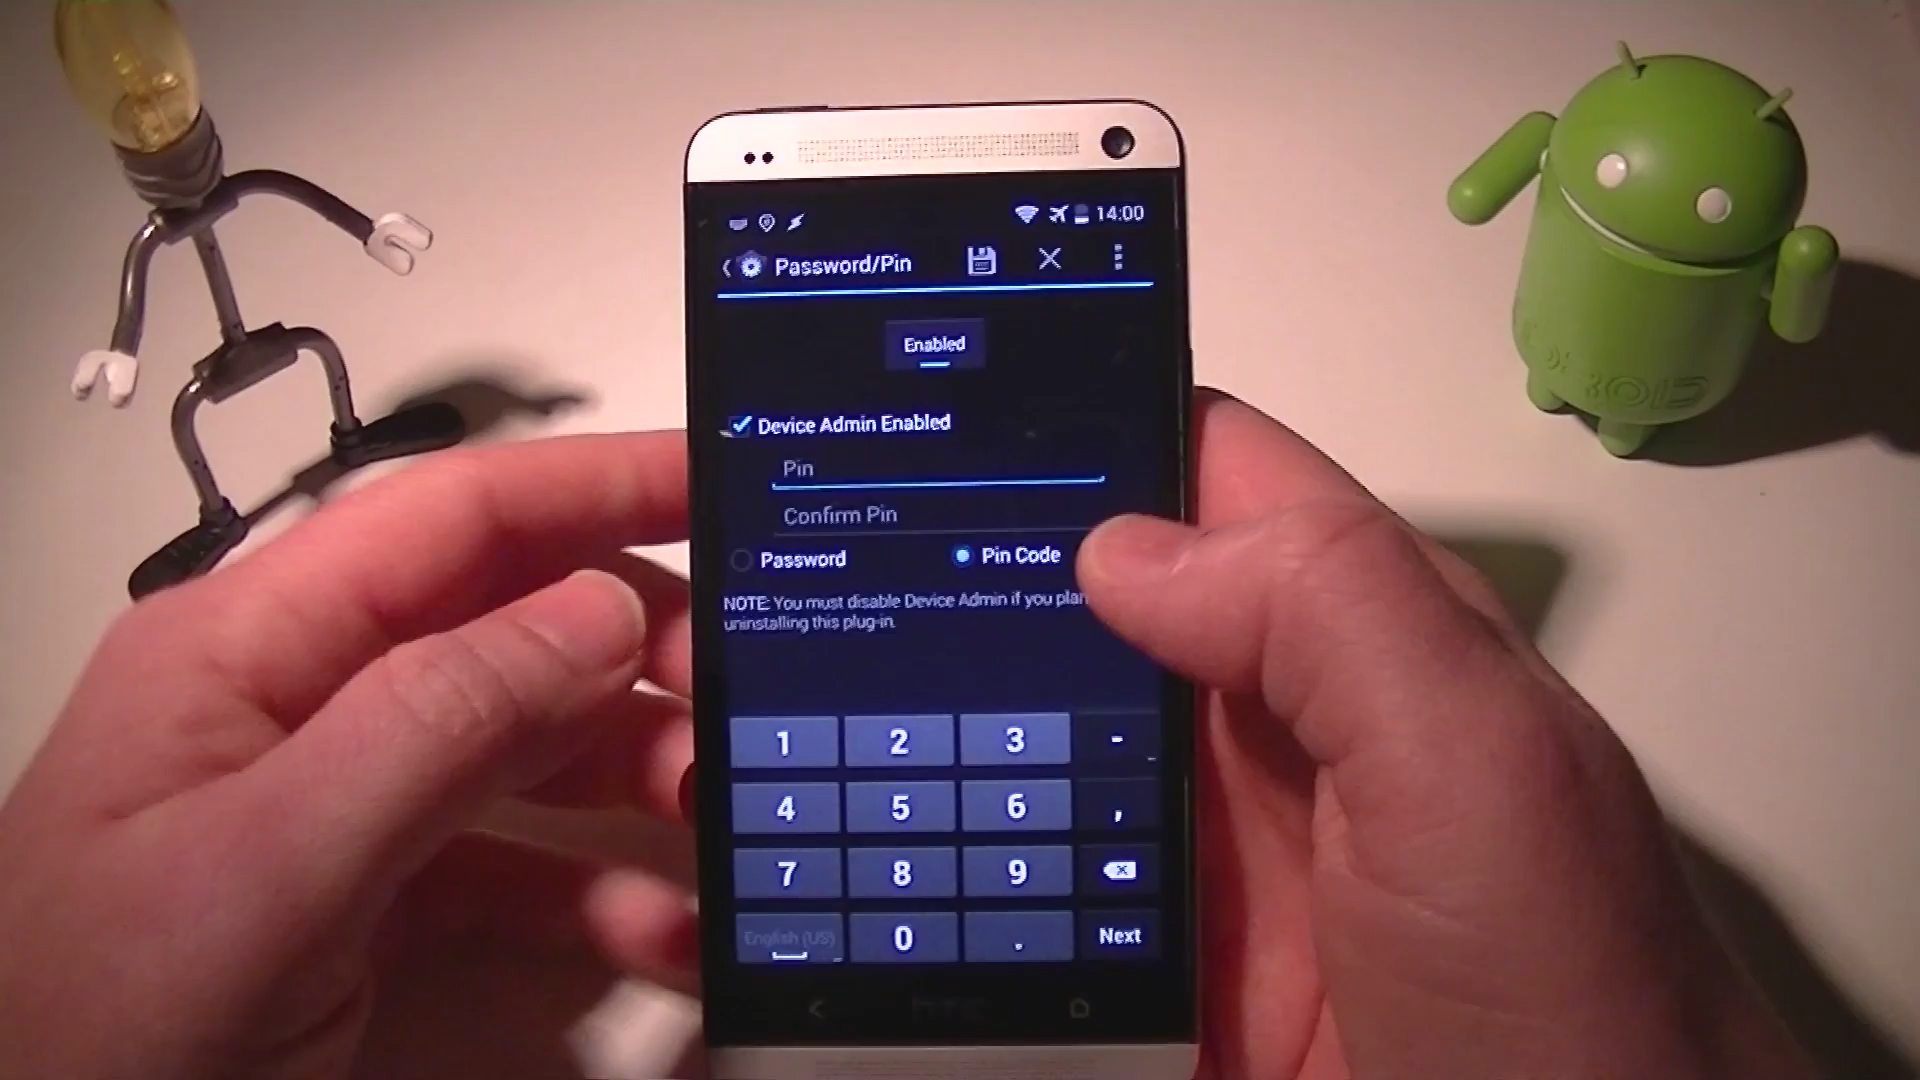 14:00
Password/Pin
Enabled
Device Admin Enabled
Pin
Confirm Pin
Password Pin Code
NOTE: You must disable Device Admin if you plan
uninstalling this plug-in.
1 2 3 -
4 5 6 ,
7 8 9
English (US) 0 . Next